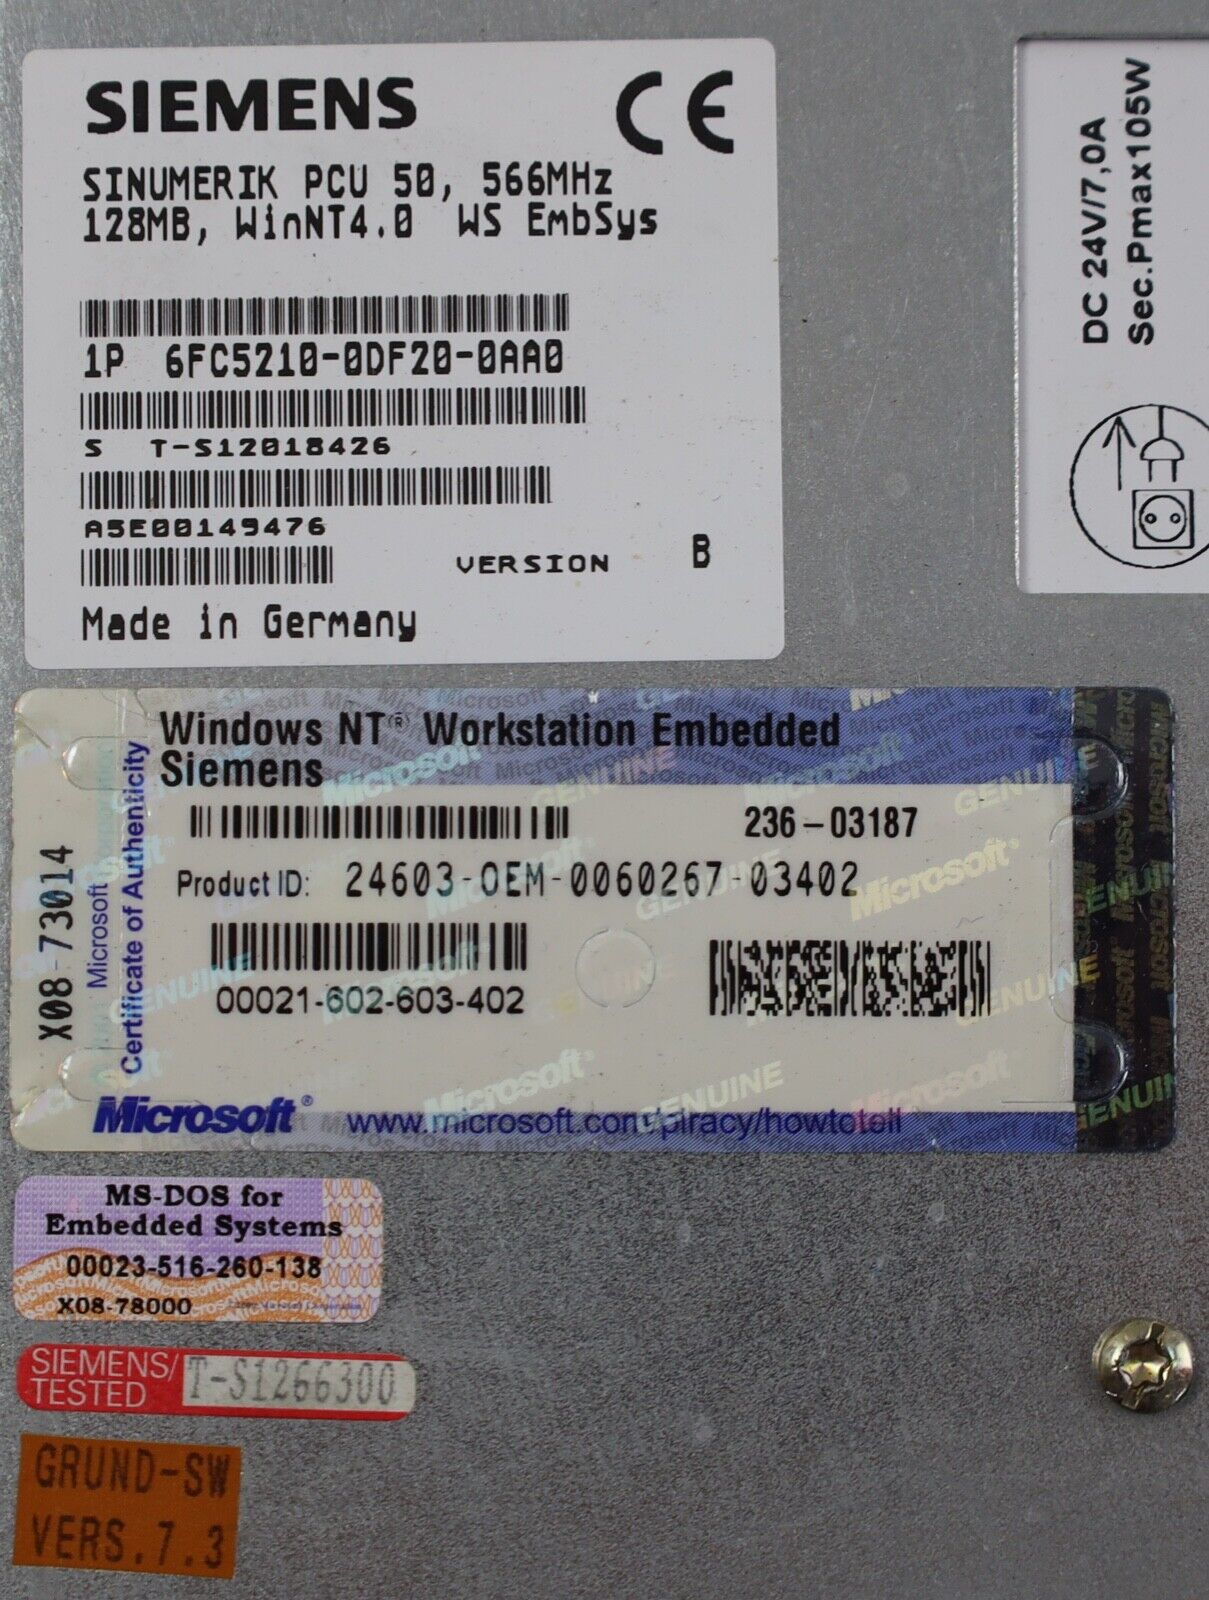 SIEMENS
CE
SINUMERIK PCU 50, 566MHz
128MB, WinNT4.0 WS EmbSys
1P 6FC5210-0DF20-0AA0
S T-S12018426
A5E00149476
VERSION B
Made in Germany
DC 24V/7,0A
Sec.Pmax105W
Windows NT® Workstation Embedded
Siemens
236-03187
Product ID: 24603-OEM-0060267-03402
00021-602-603-402
X08-73014
Microsoft
Certificate of Authenticity
Microsoft® www.microsoft.com/piracy/howtotell
Microsoft
GENUINE
MS-DOS for
Embedded Systems
00023-516-260-138
X08-78000
SIEMENS/
TESTED
T-S1266300
GRUND-SW
VERS.7.3